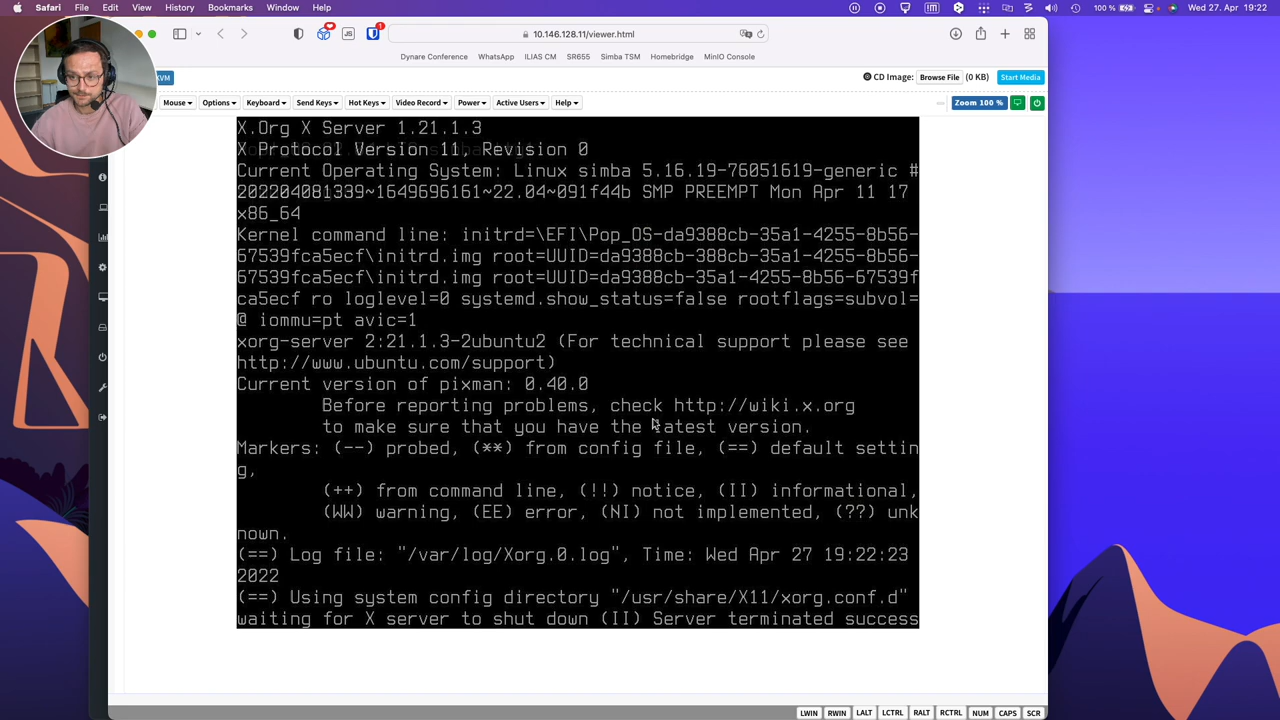 Safari File Edit View History Bookmarks Window Help
100 % Wed 27. Apr 19:22
JS 1 10.146.128.11/viewer.html
Dynare Conference WhatsApp ILIAS CM SR655 Simba TSM Homebridge MinIO Console
KVM CD Image: Browse File (0 KB) Start Media
Mouse Options Keyboard Send Keys Hot Keys Video Record Power Active Users Help Zoom 100 %
X.Org X Server 1.21.1.3
X Protocol Version 11, Revision 0
Current Operating System: Linux simba 5.16.19-76051619-generic #
202204081339~1649696161~22.04~091f44b SMP PREEMPT Mon Apr 11 17
x86_64
Kernel command line: initrd=\EFI\Pop_OS-da9388cb-35a1-4255-8b56-
67539fca5ecf\initrd.img root=UUID=da9388cb-388cb-35a1-4255-8b56-
67539fca5ecf\initrd.img root=UUID=da9388cb-35a1-4255-8b56-67539f
ca5ecf ro loglevel=0 systemd.show_status=false rootflags=subvol=
@ iommu=pt avic=1
xorg-server 2:21.1.3-2ubuntu2 (For technical support please see
http://www.ubuntu.com/support)
Current version of pixman: 0.40.0
Before reporting problems, check http://wiki.x.org
to make sure that you have the latest version.
Markers: (--) probed, (**) from config file, (==) default settin
g,
(++) from command line, (!!) notice, (II) informational,
(WW) warning, (EE) error, (NI) not implemented, (??) unk
nown.
(==) Log file: "/var/log/Xorg.0.log", Time: Wed Apr 27 19:22:23
2022
(==) Using system config directory "/usr/share/X11/xorg.conf.d"
waiting for X server to shut down (II) Server terminated success
LWIN RWIN LALT LCTRL RALT RCTRL NUM CAPS SCR